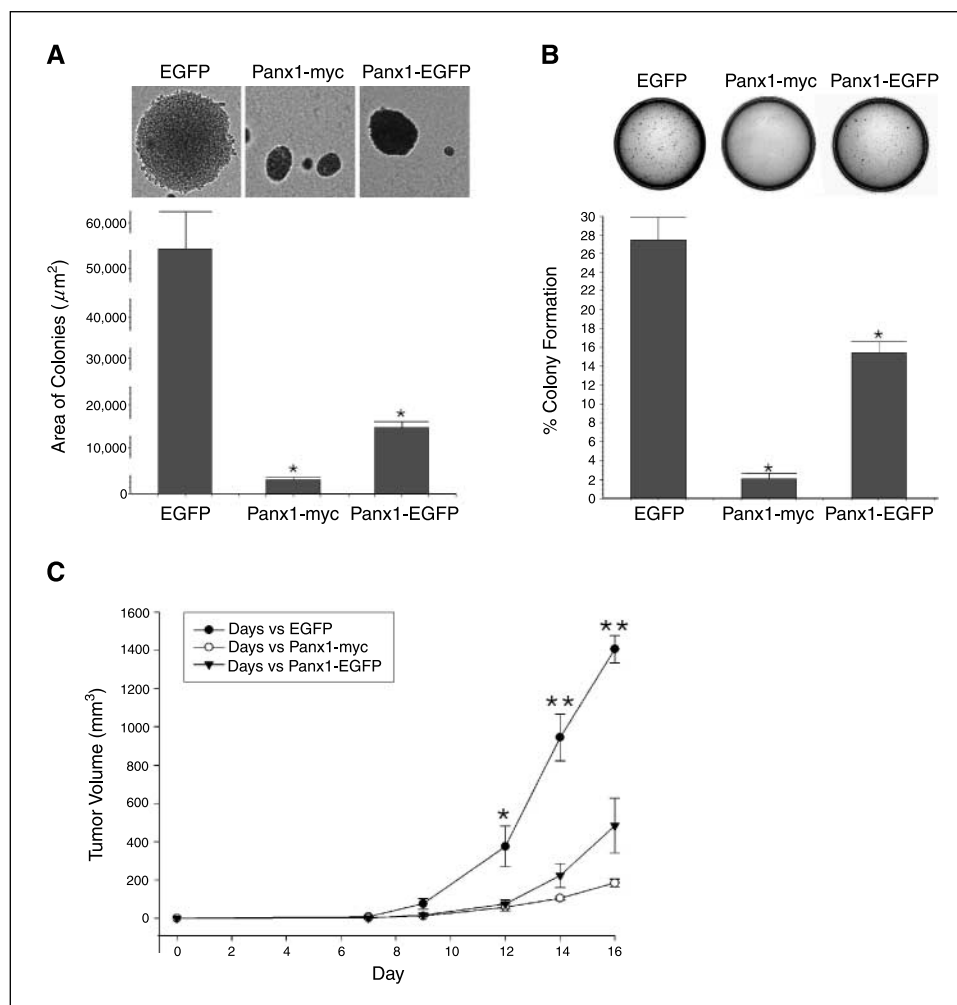 A
EGFP Panx1-myc Panx1-EGFP
Area of Colonies (μm²)
60,000
50,000
40,000
30,000
20,000
10,000
0
*
*
EGFP Panx1-myc Panx1-EGFP
B
EGFP Panx1-myc Panx1-EGFP
% Colony Formation
30
28
26
24
22
20
18
16
14
12
10
8
6
4
2
0
*
*
EGFP Panx1-myc Panx1-EGFP
C
Tumor Volume (mm³)
1600
1400
1200
1000
800
600
400
200
0
Days vs EGFP
Days vs Panx1-myc
Days vs Panx1-EGFP
*
**
**
0 2 4 6 8 10 12 14 16
Day